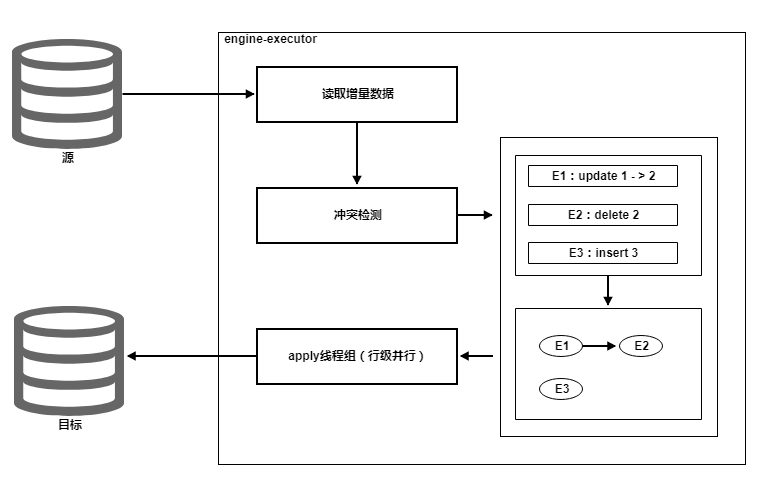 engine-executor
读取增量数据
源
E1：update 1 - > 2
冲突检测
E2：delete 2
E3：insert 3
apply线程组（行级并行）
E1
E2
E3
目标